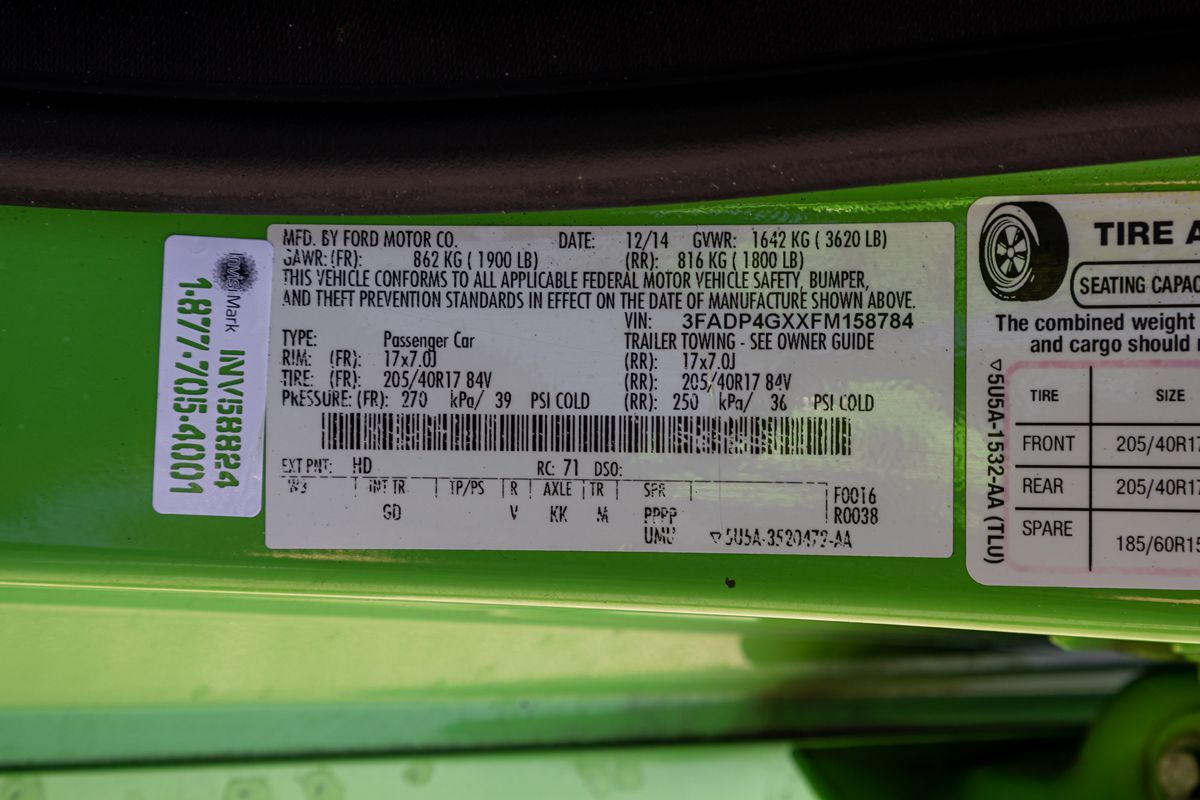 InvisiMark
INV58824
1-877-705-4001
MFD. BY FORD MOTOR CO. DATE: 12/14 GVWR: 1642 KG ( 3620 LB)
GAWR: (FR): 862 KG ( 1900 LB) (RR): 816 KG ( 1800 LB)
THIS VEHICLE CONFORMS TO ALL APPLICABLE FEDERAL MOTOR VEHICLE SAFETY, BUMPER,
AND THEFT PREVENTION STANDARDS IN EFFECT ON THE DATE OF MANUFACTURE SHOWN ABOVE.
VIN: 3FADP4GXXFM158784
TYPE: Passenger Car TRAILER TOWING - SEE OWNER GUIDE
RIM: (FR): 17x7.0J (RR): 17x7.0J
TIRE: (FR): 205/40R17 84V (RR): 205/40R17 84V
PRESSURE: (FR): 270 kPa/ 39 PSI COLD (RR): 250 kPa/ 36 PSI COLD
EXT PNT: HD RC: 71 DSO:
WB INT TR TP/PS R AXLE TR SPR F0016
GD V KK M PPPP R0038
UMU 5U5A-3520472-AA
TIRE A
SEATING CAPAC
The combined weight
and cargo should
5U5A-1532-AA (TLU)
TIRE SIZE
FRONT 205/40R17
REAR 205/40R17
SPARE 185/60R15